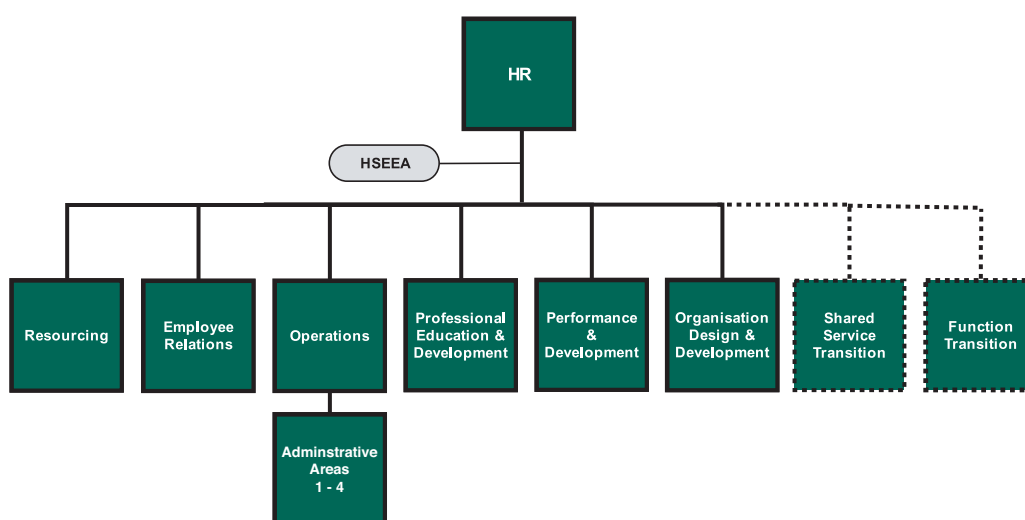 HR
HSEEA
Resourcing
Employee
Relations
Operations
Professional
Education &
Development
Performance
&
Development
Organisation
Design &
Development
Shared
Service
Transition
Function
Transition
Adminstrative
Areas
1 - 4